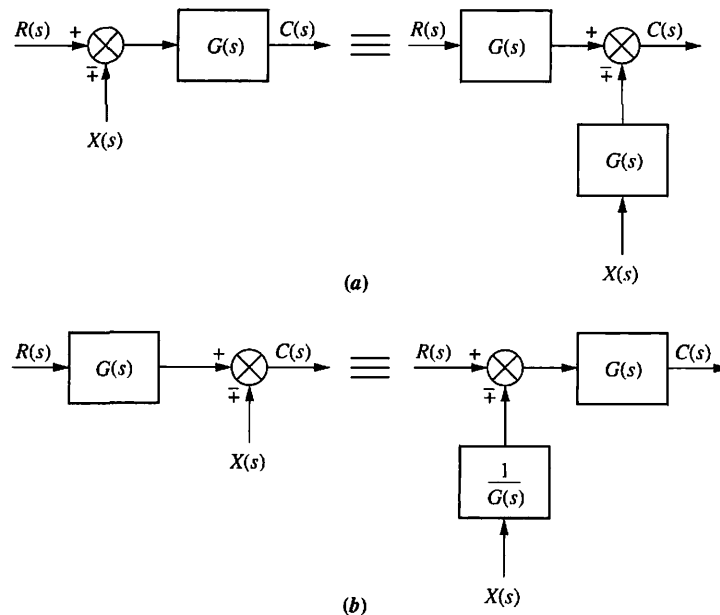 R(s) + G(s) C(s) ≡ R(s) G(s) + C(s)
∓ ∓
X(s)
G(s)
X(s)
(a)
R(s) G(s) + C(s) ≡ R(s) + G(s) C(s)
∓ ∓
X(s)
1
G(s)
X(s)
(b)